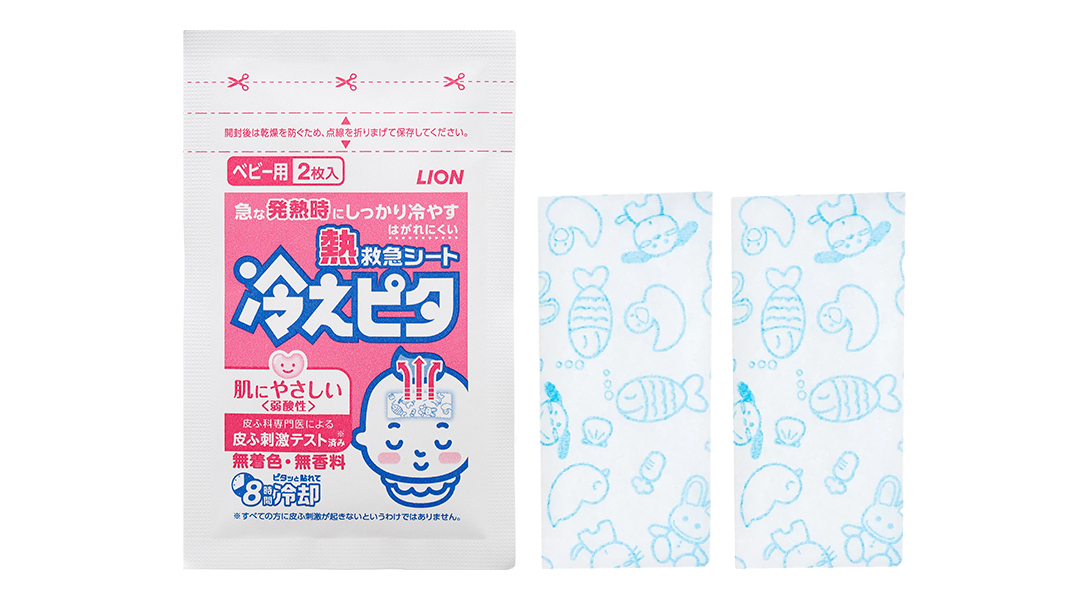 開封後は乾燥を防ぐため、点線を折りまげて保存してください。
ベビー用 2枚入
LION
急な発熱時にしっかり冷やす
はがれにくい
熱救急シート
冷えピタ
肌にやさしい
〈弱酸性〉
皮ふ科専門医による
皮ふ刺激テスト済み※
無着色・無香料
ピタッと貼れて
8時間冷却
※すべての方に皮ふ刺激が起きないというわけではありません。